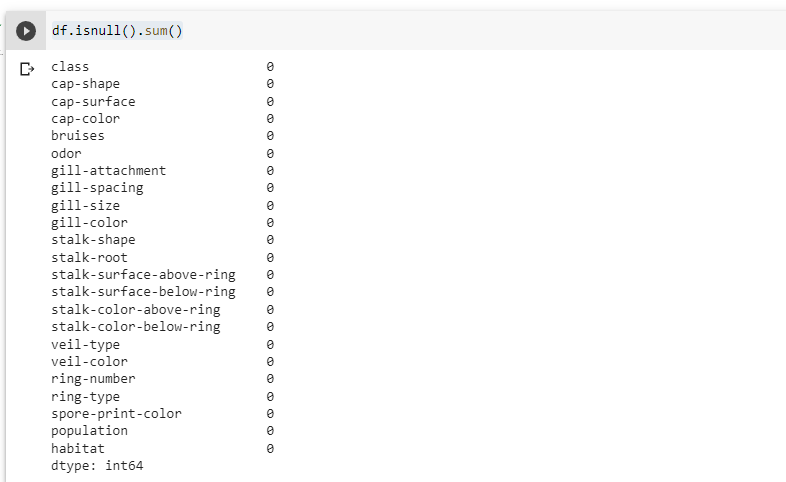 df.isnull().sum()
class 0
cap-shape 0
cap-surface 0
cap-color 0
bruises 0
odor 0
gill-attachment 0
gill-spacing 0
gill-size 0
gill-color 0
stalk-shape 0
stalk-root 0
stalk-surface-above-ring 0
stalk-surface-below-ring 0
stalk-color-above-ring 0
stalk-color-below-ring 0
veil-type 0
veil-color 0
ring-number 0
ring-type 0
spore-print-color 0
population 0
habitat 0
dtype: int64